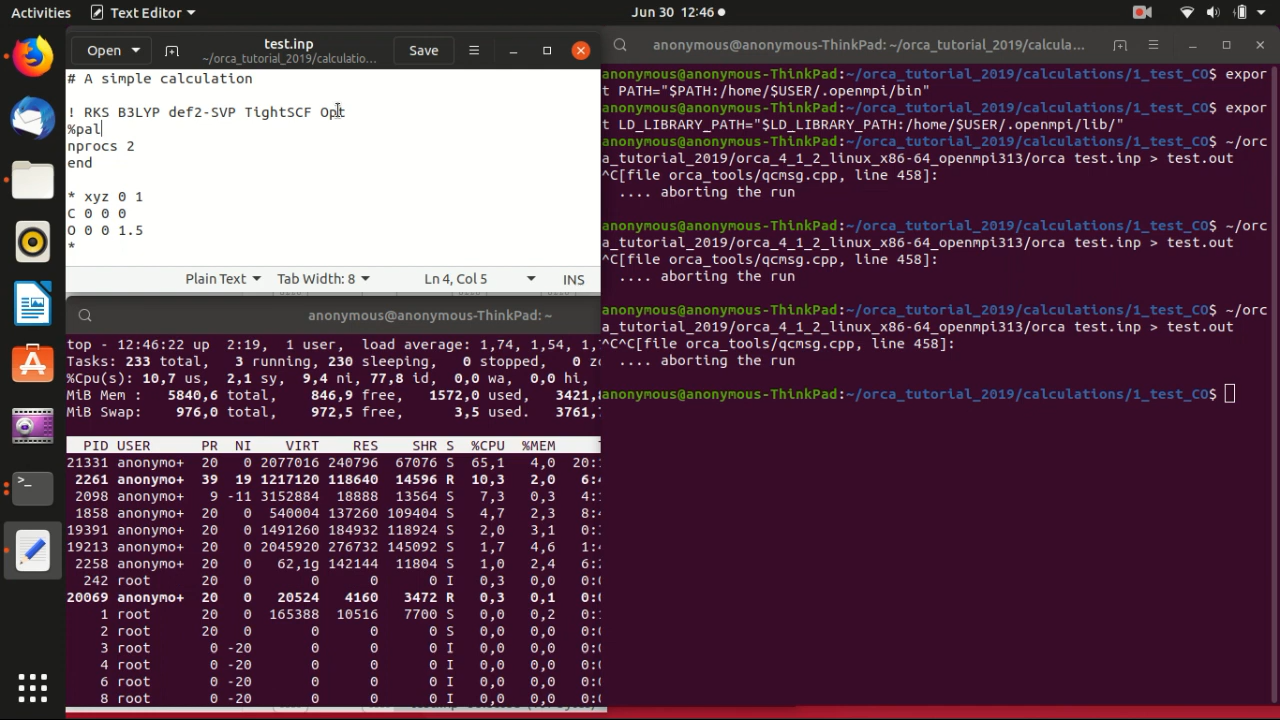 Activities
Text Editor
Jun 30 12:46
Open
test.inp
~/orca_tutorial_2019/calculatio...
Save
# A simple calculation
! RKS B3LYP def2-SVP TightSCF Opt
%pal
nprocs 2
end
* xyz 0 1
C 0 0 0
O 0 0 1.5
*
Plain Text
Tab Width: 8
Ln 4, Col 5
INS
anonymous@anonymous-ThinkPad: ~
top - 12:46:22 up  2:19,  1 user,  load average: 1,74, 1,54, 1,
Tasks: 233 total,   3 running, 230 sleeping,   0 stopped,   0 zo
%Cpu(s): 10,7 us,  2,1 sy,  9,4 ni, 77,8 id,  0,0 wa,  0,0 hi,
MiB Mem :   5840,6 total,    846,9 free,   1572,0 used,   3421,
MiB Swap:    976,0 total,    972,5 free,      3,5 used.   3761,
PID USER      PR  NI    VIRT    RES    SHR S  %CPU  %MEM
21331 anonymo+  20   0 2077016 240796  67076 S  65,1   4,0  20:
2261 anonymo+  39  19 1217120 118640  14596 R  10,3   2,0   6:
2098 anonymo+   9 -11 3152884  18888  13564 S   7,3   0,3   4:
1858 anonymo+  20   0  540004 137260 109404 S   4,7   2,3   8:
19391 anonymo+  20   0 1491260 184932 118924 S   2,0   3,1   0:
19213 anonymo+  20   0 2045920 276732 145092 S   1,7   4,6   1:
2258 anonymo+  20   0   62,1g 142144  11804 S   1,0   2,4   6:
242 root      20   0       0      0      0 I   0,3   0,0   0:
20069 anonymo+  20   0   20524   4160   3472 R   0,3   0,1   0:
1 root      20   0  165388  10516   7700 S   0,0   0,2   0:
2 root      20   0       0      0      0 S   0,0   0,0   0:
3 root       0 -20       0      0      0 I   0,0   0,0   0:
4 root       0 -20       0      0      0 I   0,0   0,0   0:
6 root       0 -20       0      0      0 I   0,0   0,0   0:
8 root       0 -20       0      0      0 I   0,0   0,0   0:
anonymous@anonymous-ThinkPad: ~/orca_tutorial_2019/calcula...
anonymous@anonymous-ThinkPad:~/orca_tutorial_2019/calculations/1_test_CO$ expor
t PATH="$PATH:/home/$USER/.openmpi/bin"
anonymous@anonymous-ThinkPad:~/orca_tutorial_2019/calculations/1_test_CO$ expor
t LD_LIBRARY_PATH="$LD_LIBRARY_PATH:/home/$USER/.openmpi/lib/"
anonymous@anonymous-ThinkPad:~/orca_tutorial_2019/calculations/1_test_CO$ ~/orc
a_tutorial_2019/orca_4_1_2_linux_x86-64_openmpi313/orca test.inp > test.out
^C[file orca_tools/qcmsg.cpp, line 458]:
.... aborting the run
anonymous@anonymous-ThinkPad:~/orca_tutorial_2019/calculations/1_test_CO$ ~/orc
a_tutorial_2019/orca_4_1_2_linux_x86-64_openmpi313/orca test.inp > test.out
^C[file orca_tools/qcmsg.cpp, line 458]:
.... aborting the run
anonymous@anonymous-ThinkPad:~/orca_tutorial_2019/calculations/1_test_CO$ ~/orc
a_tutorial_2019/orca_4_1_2_linux_x86-64_openmpi313/orca test.inp > test.out
^C^C[file orca_tools/qcmsg.cpp, line 458]:
.... aborting the run
anonymous@anonymous-ThinkPad:~/orca_tutorial_2019/calculations/1_test_CO$